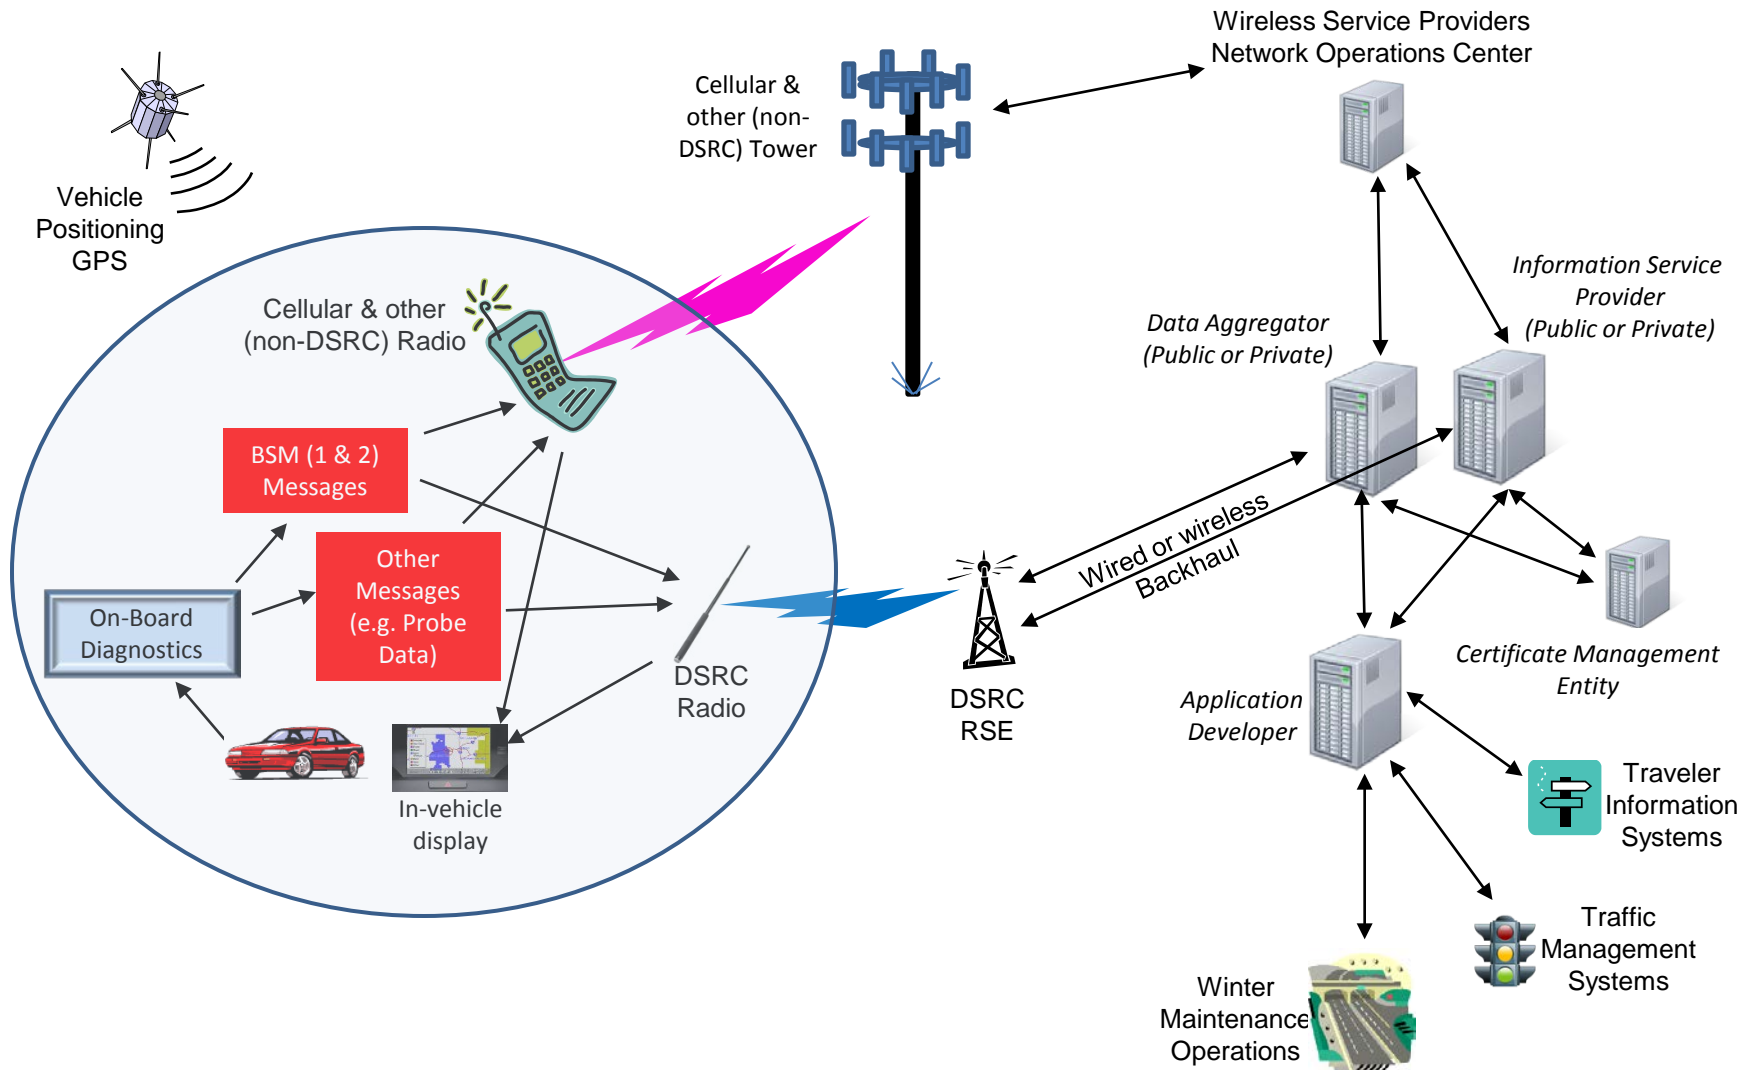 Wireless Service Providers
Network Operations Center
Cellular &
other (non-
DSRC) Tower
Vehicle
Positioning
GPS
Information Service
Provider
(Public or Private)
Data Aggregator
(Public or Private)
Cellular & other
(non-DSRC) Radio
BSM (1 & 2)
Messages
Other
Messages
(e.g. Probe
Data)
On-Board
Diagnostics
DSRC
Radio
In-vehicle
display
DSRC
RSE
Wired or wireless
Backhaul
Certificate Management
Entity
Application
Developer
Traveler
Information
Systems
Traffic
Management
Systems
Winter
Maintenance
Operations